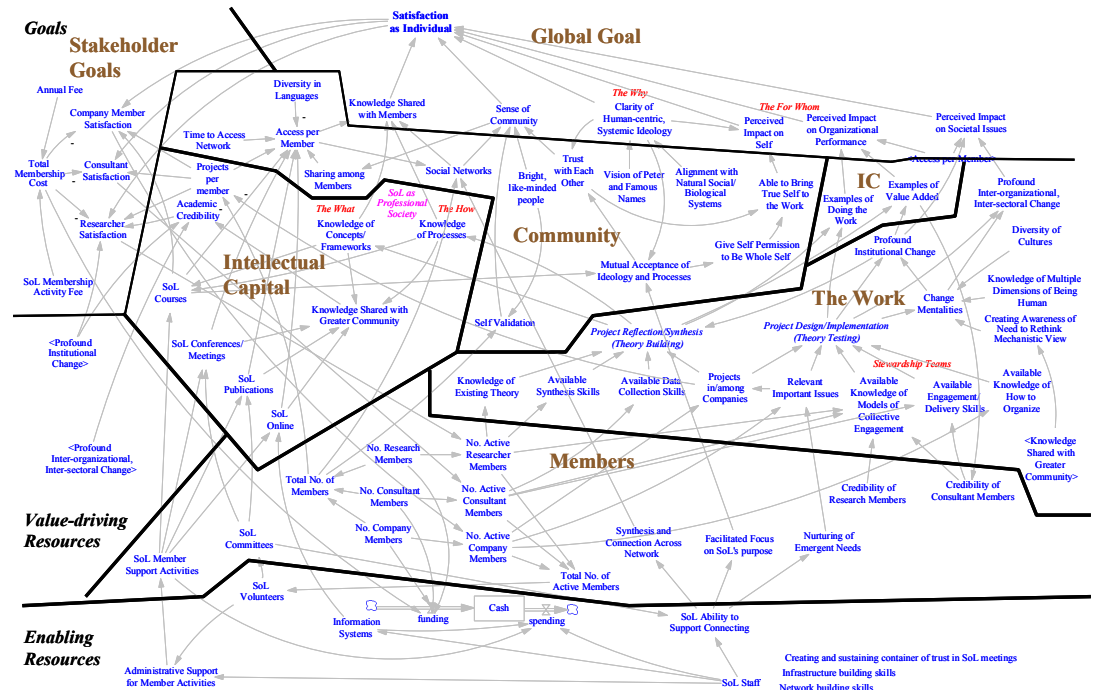 Goals
Stakeholder
Goals
Satisfaction
as Individual
Global Goal
Annual Fee
Company Member
Satisfaction
Total
Membership
Cost
Consultant
Satisfaction
Researcher
Satisfaction
SoL Membership
Activity Fee
<Profound
Institutional
Change>
<Profound
Inter-organizational,
Inter-sectoral Change>
Diversity in
Languages
Time to Access
Network
Access per
Member
Knowledge Shared
with Members
Projects
per
member
Academic
Credibility
Sharing among
Members
Social Networks
SoL as
Professional
Society
The What
Knowledge of
Concepts/
Frameworks
The How
Knowledge
of Processes
Intellectual
Capital
SoL
Courses
Knowledge Shared with
Greater Community
SoL Conferences/
Meetings
SoL
Publications
SoL
Online
Sense of
Community
The Why
Clarity of
Human-centric,
Systemic Ideology
Trust
with Each
Other
Bright,
like-minded
people
Vision of Peter
and Famous
Names
Alignment with
Natural Social/
Biological
Systems
Community
Mutual Acceptance of
Ideology and Processes
Self Validation
The For Whom
Perceived
Impact on
Self
Perceived Impact
on Organizational
Performance
Perceived Impact
on Societal Issues
<Access per Member>
Able to Bring
True Self to
the Work
Give Self Permission
to Be Whole Self
IC
Examples of
Doing the
Work
Examples of
Value Added
Profound
Inter-organizational,
Inter-sectoral Change
Profound
Institutional Change
Diversity of
Cultures
The Work
Change
Mentalities
Knowledge of Multiple
Dimensions of Being
Human
Creating Awareness of
Need to Rethink
Mechanistic View
Project Reflection/Synthesis
(Theory Building)
Project Design/Implementation
(Theory Testing)
Stewardship Teams
Knowledge of
Existing Theory
Available
Synthesis Skills
Available Data
Collection Skills
Projects
in/among
Companies
Relevant
Important Issues
Available
Knowledge of
Models of
Collective
Engagement
Available
Engagement
Delivery Skills
Available
Knowledge of
How to
Organize
<Knowledge
Shared with
Greater
Community>
Members
No. Research
Members
No. Active
Researcher
Members
Total No. of
Members
No. Consultant
Members
No. Active
Consultant
Members
No. Company
Members
No. Active
Company
Members
Credibility of
Research Members
Credibility of
Consultant Members
Value-driving
Resources
SoL Member
Support Activities
SoL
Committees
SoL
Volunteers
Total No. of
Active Members
Synthesis and
Connection Across
Network
Facilitated Focus
on SoL's purpose
Nurturing of
Emergent Needs
Enabling
Resources
Information
Systems
funding
Cash
spending
SoL Ability to
Support Connecting
Administrative Support
for Member Activities
SoL Staff
Creating and sustaining container of trust in SoL meetings
Infrastructure building skills
Network building skills